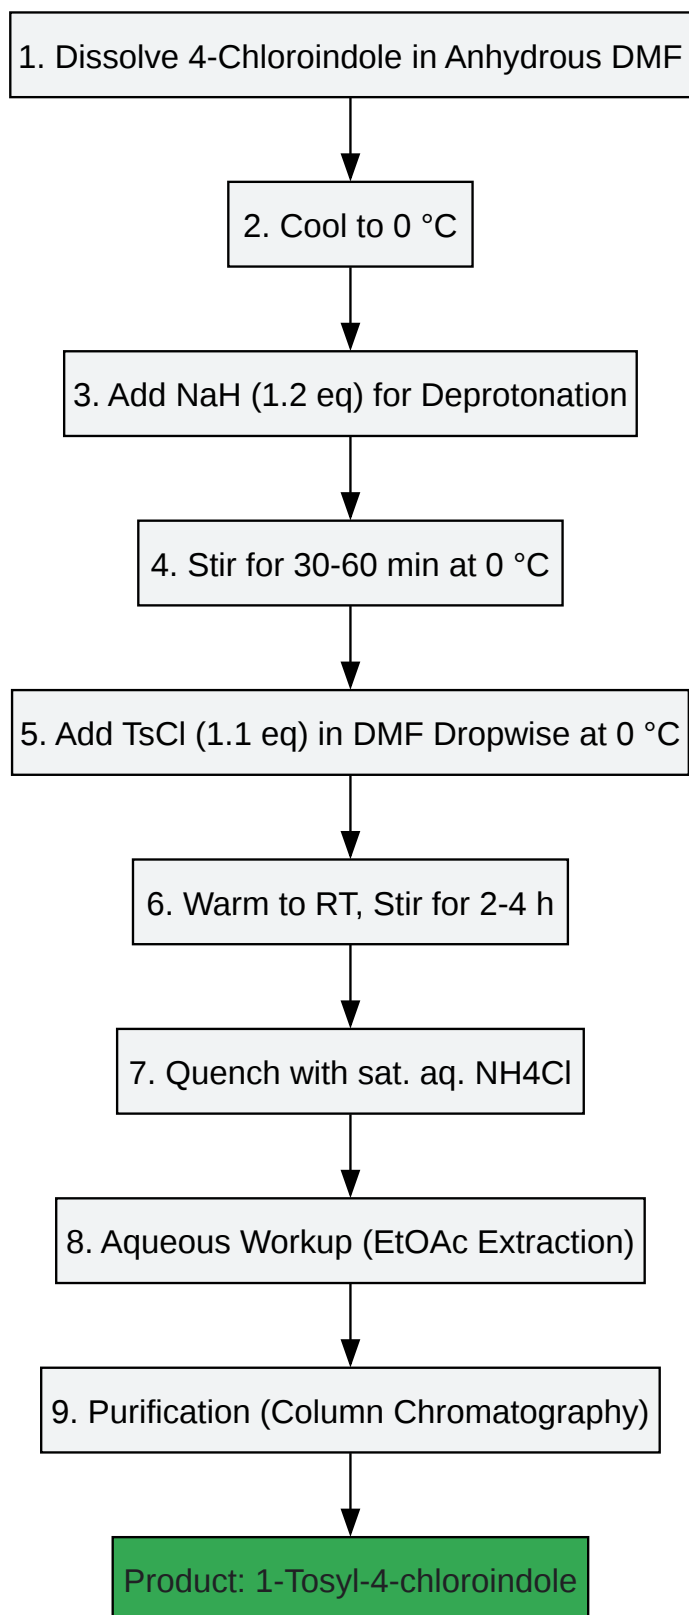 1. Dissolve 4-Chloroindole in Anhydrous DMF
2. Cool to 0 °C
3. Add NaH (1.2 eq) for Deprotonation
4. Stir for 30-60 min at 0 °C
5. Add TsCl (1.1 eq) in DMF Dropwise at 0 °C
6. Warm to RT, Stir for 2-4 h
7. Quench with sat. aq. NH4Cl
8. Aqueous Workup (EtOAc Extraction)
9. Purification (Column Chromatography)
Product: 1-Tosyl-4-chloroindole